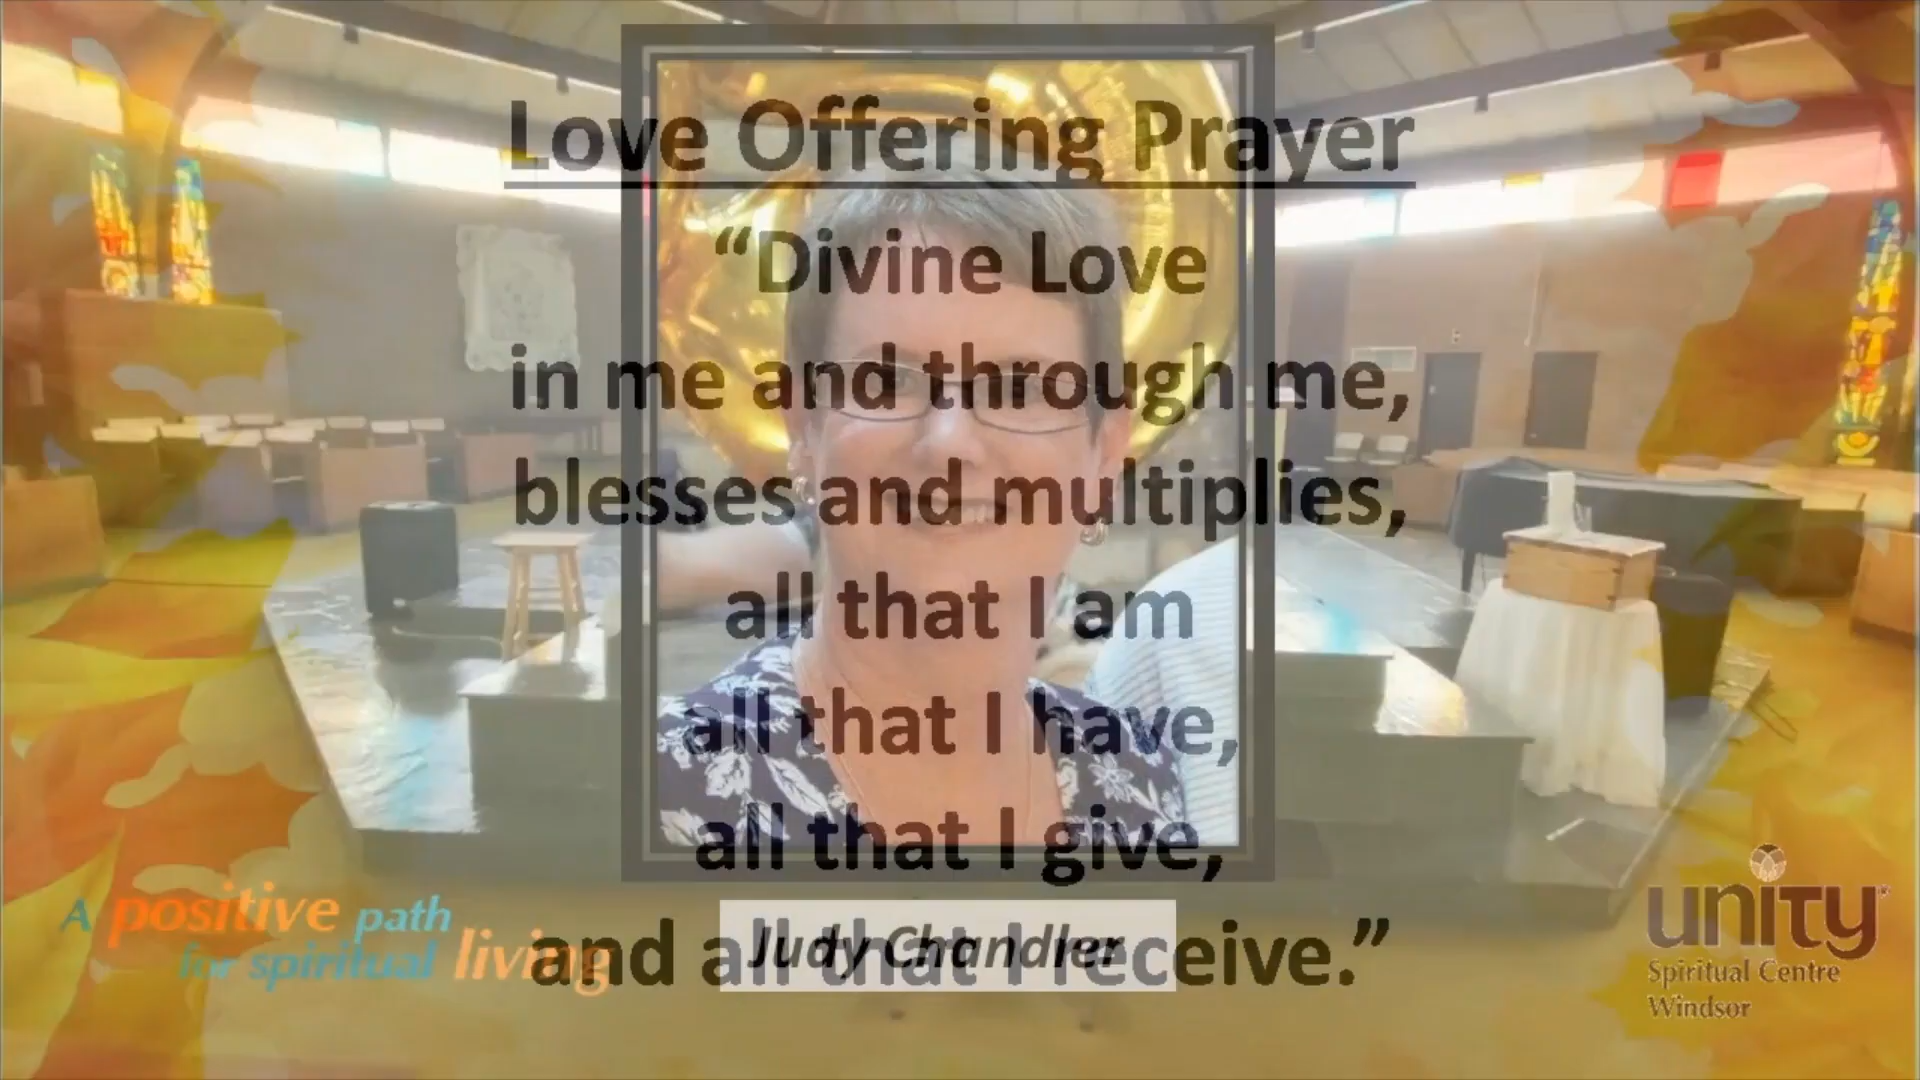 Love Offering Prayer
“Divine Love
in me and through me,
blesses and multiplies,
all that I am
all that I have,
all that I give,
and all that I receive.”
Judy Chandler
A positive path
for spiritual living
unity
Spiritual Centre
Windsor